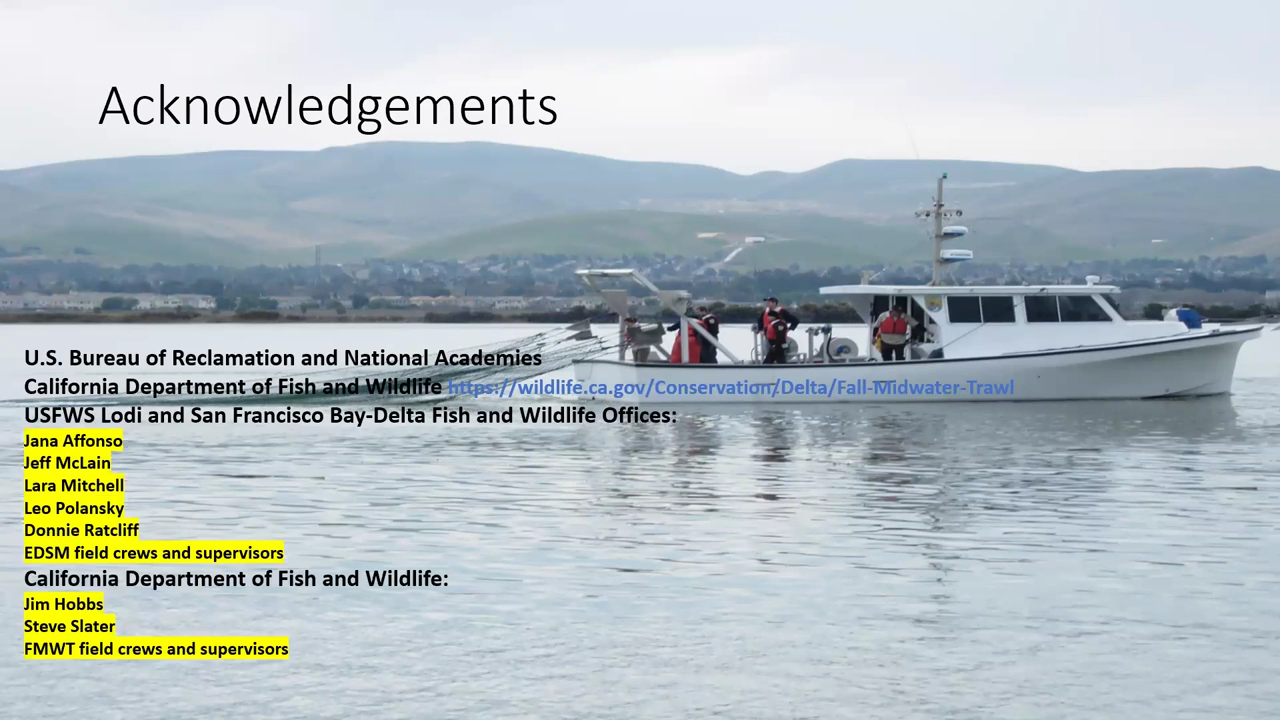 Acknowledgements
U.S. Bureau of Reclamation and National Academies
California Department of Fish and Wildlife https://wildlife.ca.gov/Conservation/Delta/Fall-Midwater-Trawl
USFWS Lodi and San Francisco Bay-Delta Fish and Wildlife Offices:
Jana Affonso
Jeff McLain
Lara Mitchell
Leo Polansky
Donnie Ratcliff
EDSM field crews and supervisors
California Department of Fish and Wildlife:
Jim Hobbs
Steve Slater
FMWT field crews and supervisors